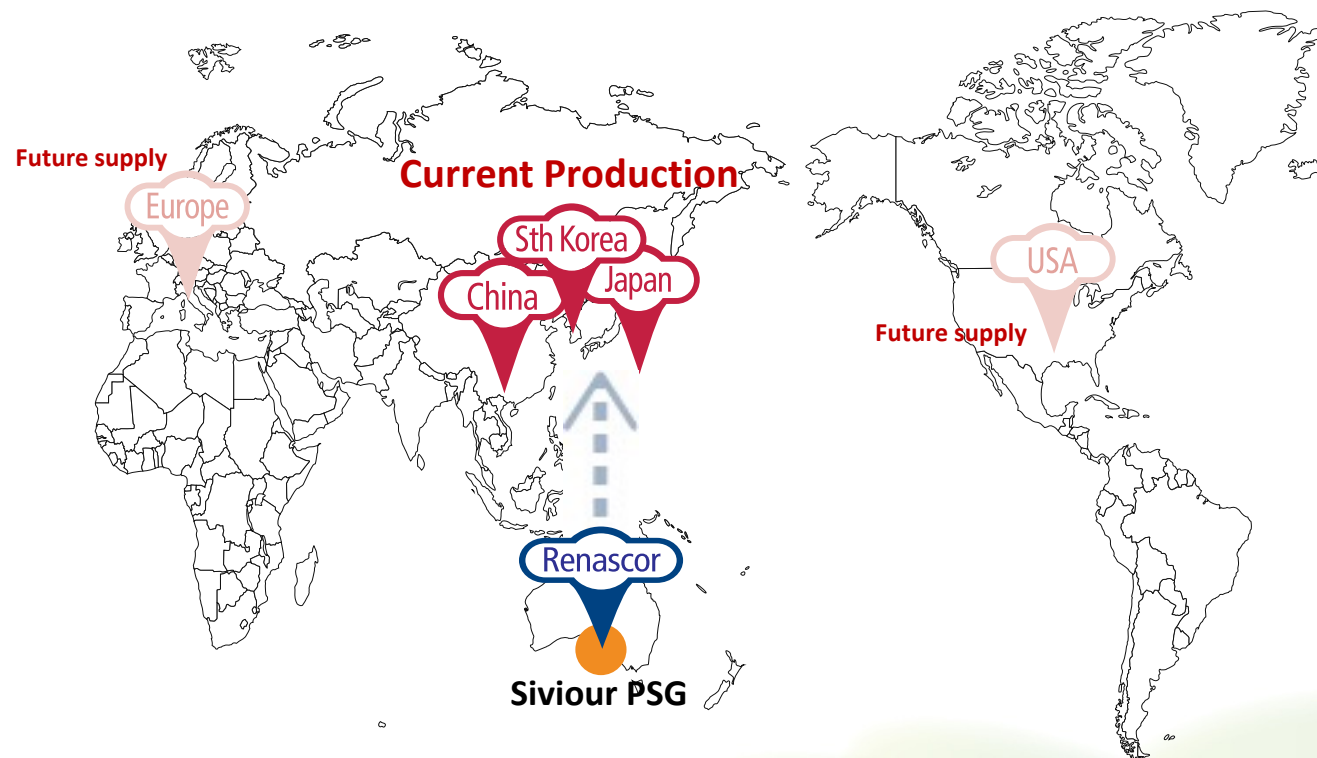 Future supply
Europe
Current Production
Sth Korea
China
Japan
USA
Future supply
Renascor
Siviour PSG